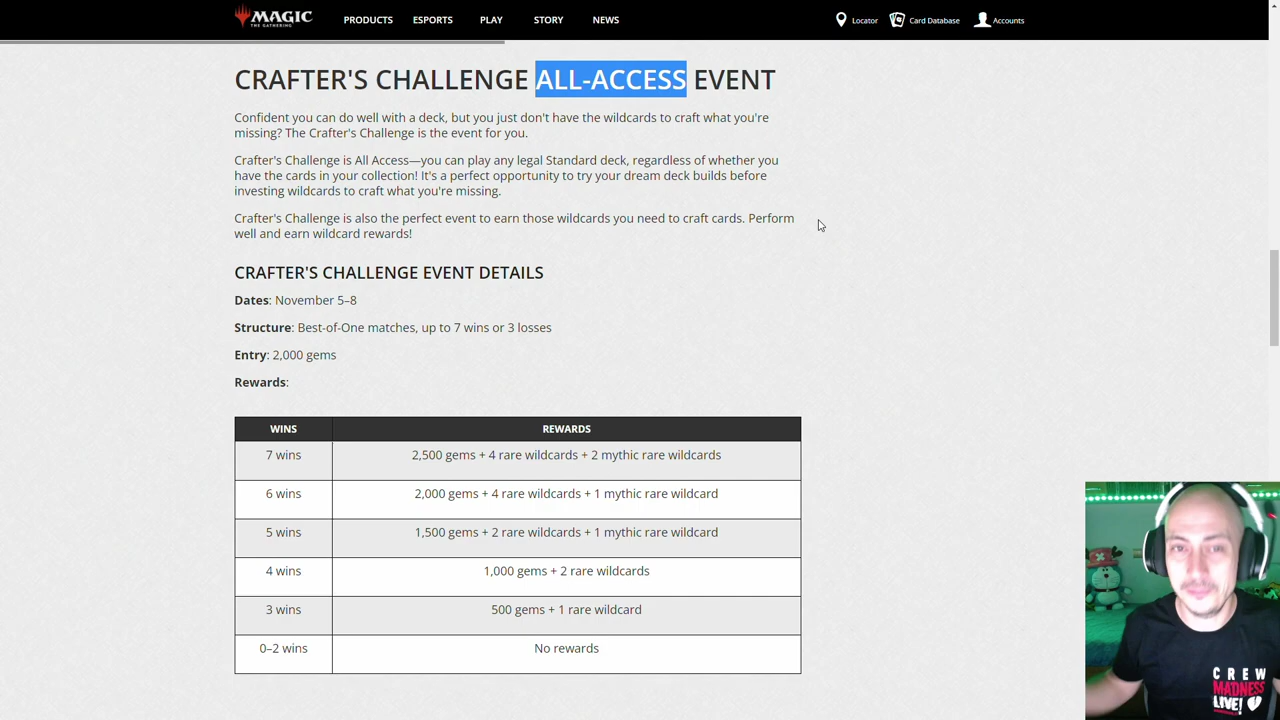 MAGIC
THE GATHERING
PRODUCTS ESPORTS PLAY STORY NEWS
Locator Card Database Accounts
CRAFTER'S CHALLENGE ALL-ACCESS EVENT
Confident you can do well with a deck, but you just don't have the wildcards to craft what you're
missing? The Crafter's Challenge is the event for you.
Crafter's Challenge is All Access—you can play any legal Standard deck, regardless of whether you
have the cards in your collection! It's a perfect opportunity to try your dream deck builds before
investing wildcards to craft what you're missing.
Crafter's Challenge is also the perfect event to earn those wildcards you need to craft cards. Perform
well and earn wildcard rewards!
CRAFTER'S CHALLENGE EVENT DETAILS
Dates: November 5–8
Structure: Best-of-One matches, up to 7 wins or 3 losses
Entry: 2,000 gems
Rewards:
WINS REWARDS
7 wins 2,500 gems + 4 rare wildcards + 2 mythic rare wildcards
6 wins 2,000 gems + 4 rare wildcards + 1 mythic rare wildcard
5 wins 1,500 gems + 2 rare wildcards + 1 mythic rare wildcard
4 wins 1,000 gems + 2 rare wildcards
3 wins 500 gems + 1 rare wildcard
0–2 wins No rewards
CREW
MADNESS
LIVE!